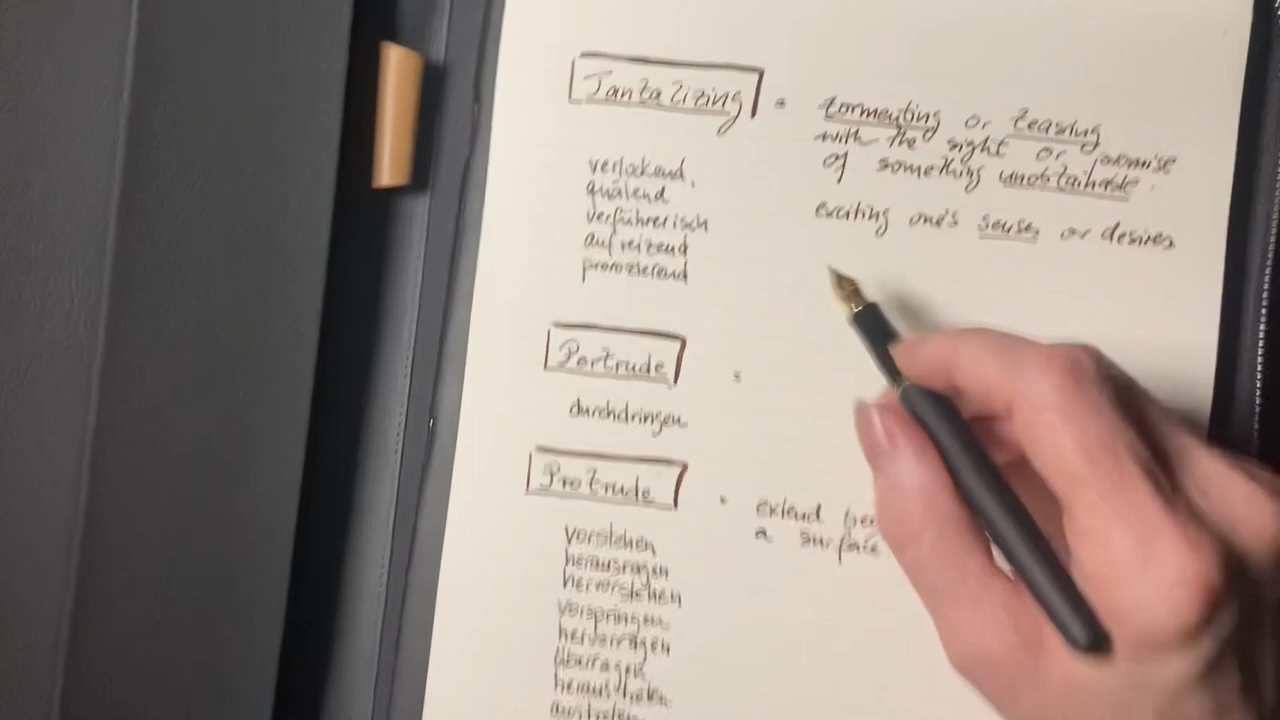 Tantalizing = tormenting or teasing
with the sight or promise
of something unobtainable.
exciting one's senses or desires
verlockend,
quälend
verführerisch
aufreizend
provozierend
Pertrude =
durchdringen
Protrude = extend
a surface
vorstehen
herausragen
hervorstehen
vorspringen
hervorragen
überragen